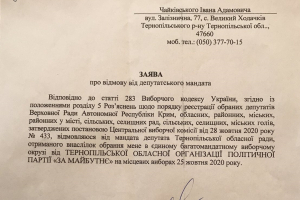 Чайківського Івана Адамовича
вул. Залізнична, 77, с. Великий Ходачків
Тернопільського р-ну Тернопільської обл.,
47660
моб. тел.: (050) 377-70-15
ЗАЯВА
про відмову від депутатського мандата
Відповідно до статті 283 Виборчого кодексу України, згідно із
положеннями розділу 5 Роз'яснень щодо порядку реєстрації обраних депутатів
Верховної Ради Автономної Республіки Крим, обласних, районних, міських,
районних у місті, сільських, селищних рад, сільських, селищних, міських голів,
затверджених постановою Центральної виборчої комісії від 28 жовтня 2020 року
№ 433, відмовляюся від мандата депутата Тернопільської обласної ради,
отриманого внаслідок обрання мене в єдиному багатомандатному виборчому
окрузі від ТЕРНОПІЛЬСЬКОЇ ОБЛАСНОЇ ОРГАНІЗАЦІЇ ПОЛІТИЧНОЇ
ПАРТІЇ «ЗА МАЙБУТНЄ» на місцевих виборах 25 жовтня 2020 року.